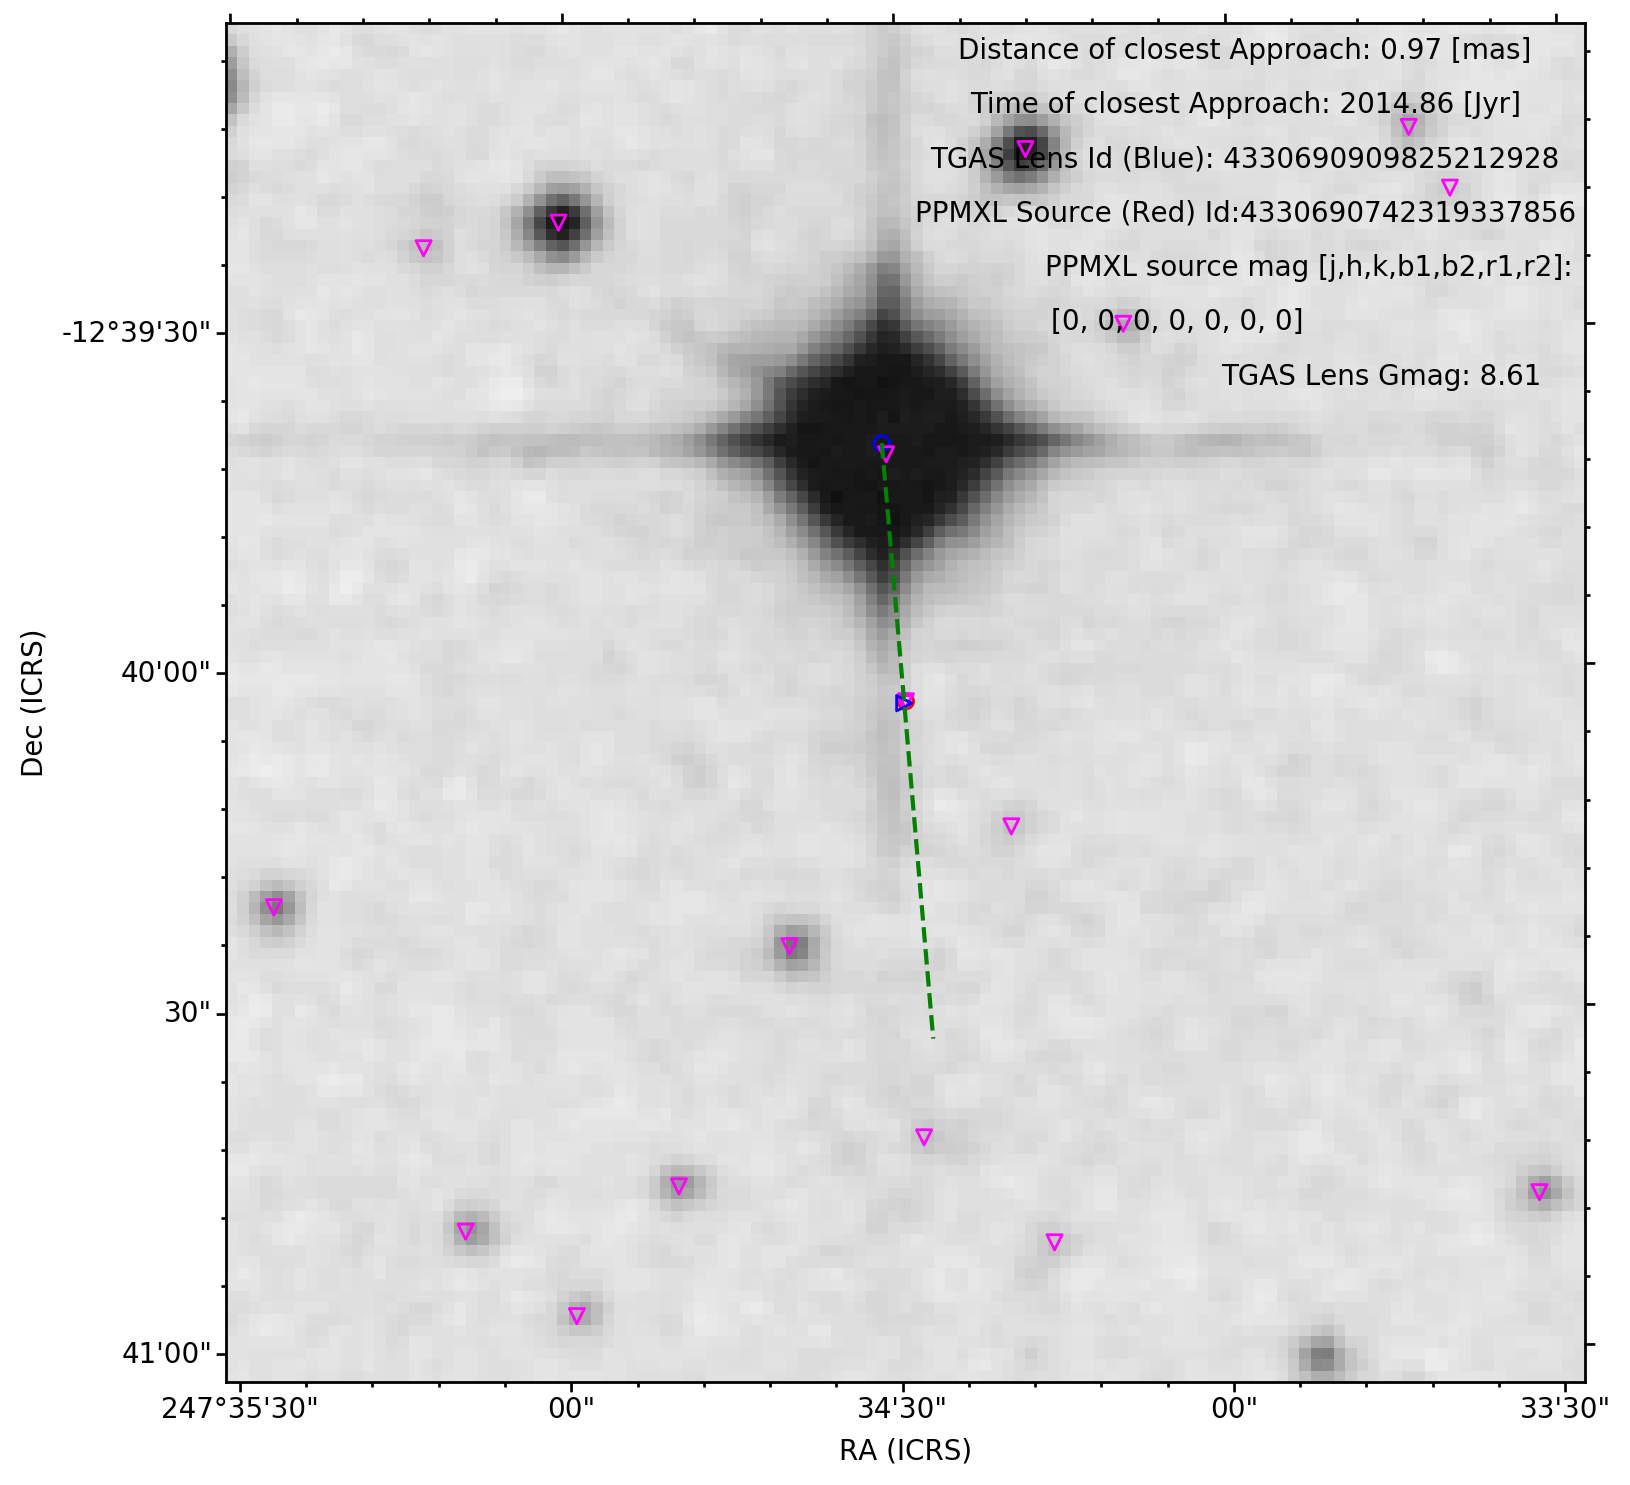 Distance of closest Approach: 0.97 [mas]
Time of closest Approach: 2014.86 [Jyr]
TGAS Lens Id (Blue): 4330690909825212928
PPMXL Source (Red) Id:4330690742319337856
PPMXL source mag [j,h,k,b1,b2,r1,r2]:
[0, 0, 0, 0, 0, 0, 0]
TGAS Lens Gmag: 8.61
-12°39'30"
40'00"
30"
41'00"
Dec (ICRS)
247°35'30" 00" 34'30" 00" 33'30"
RA (ICRS)